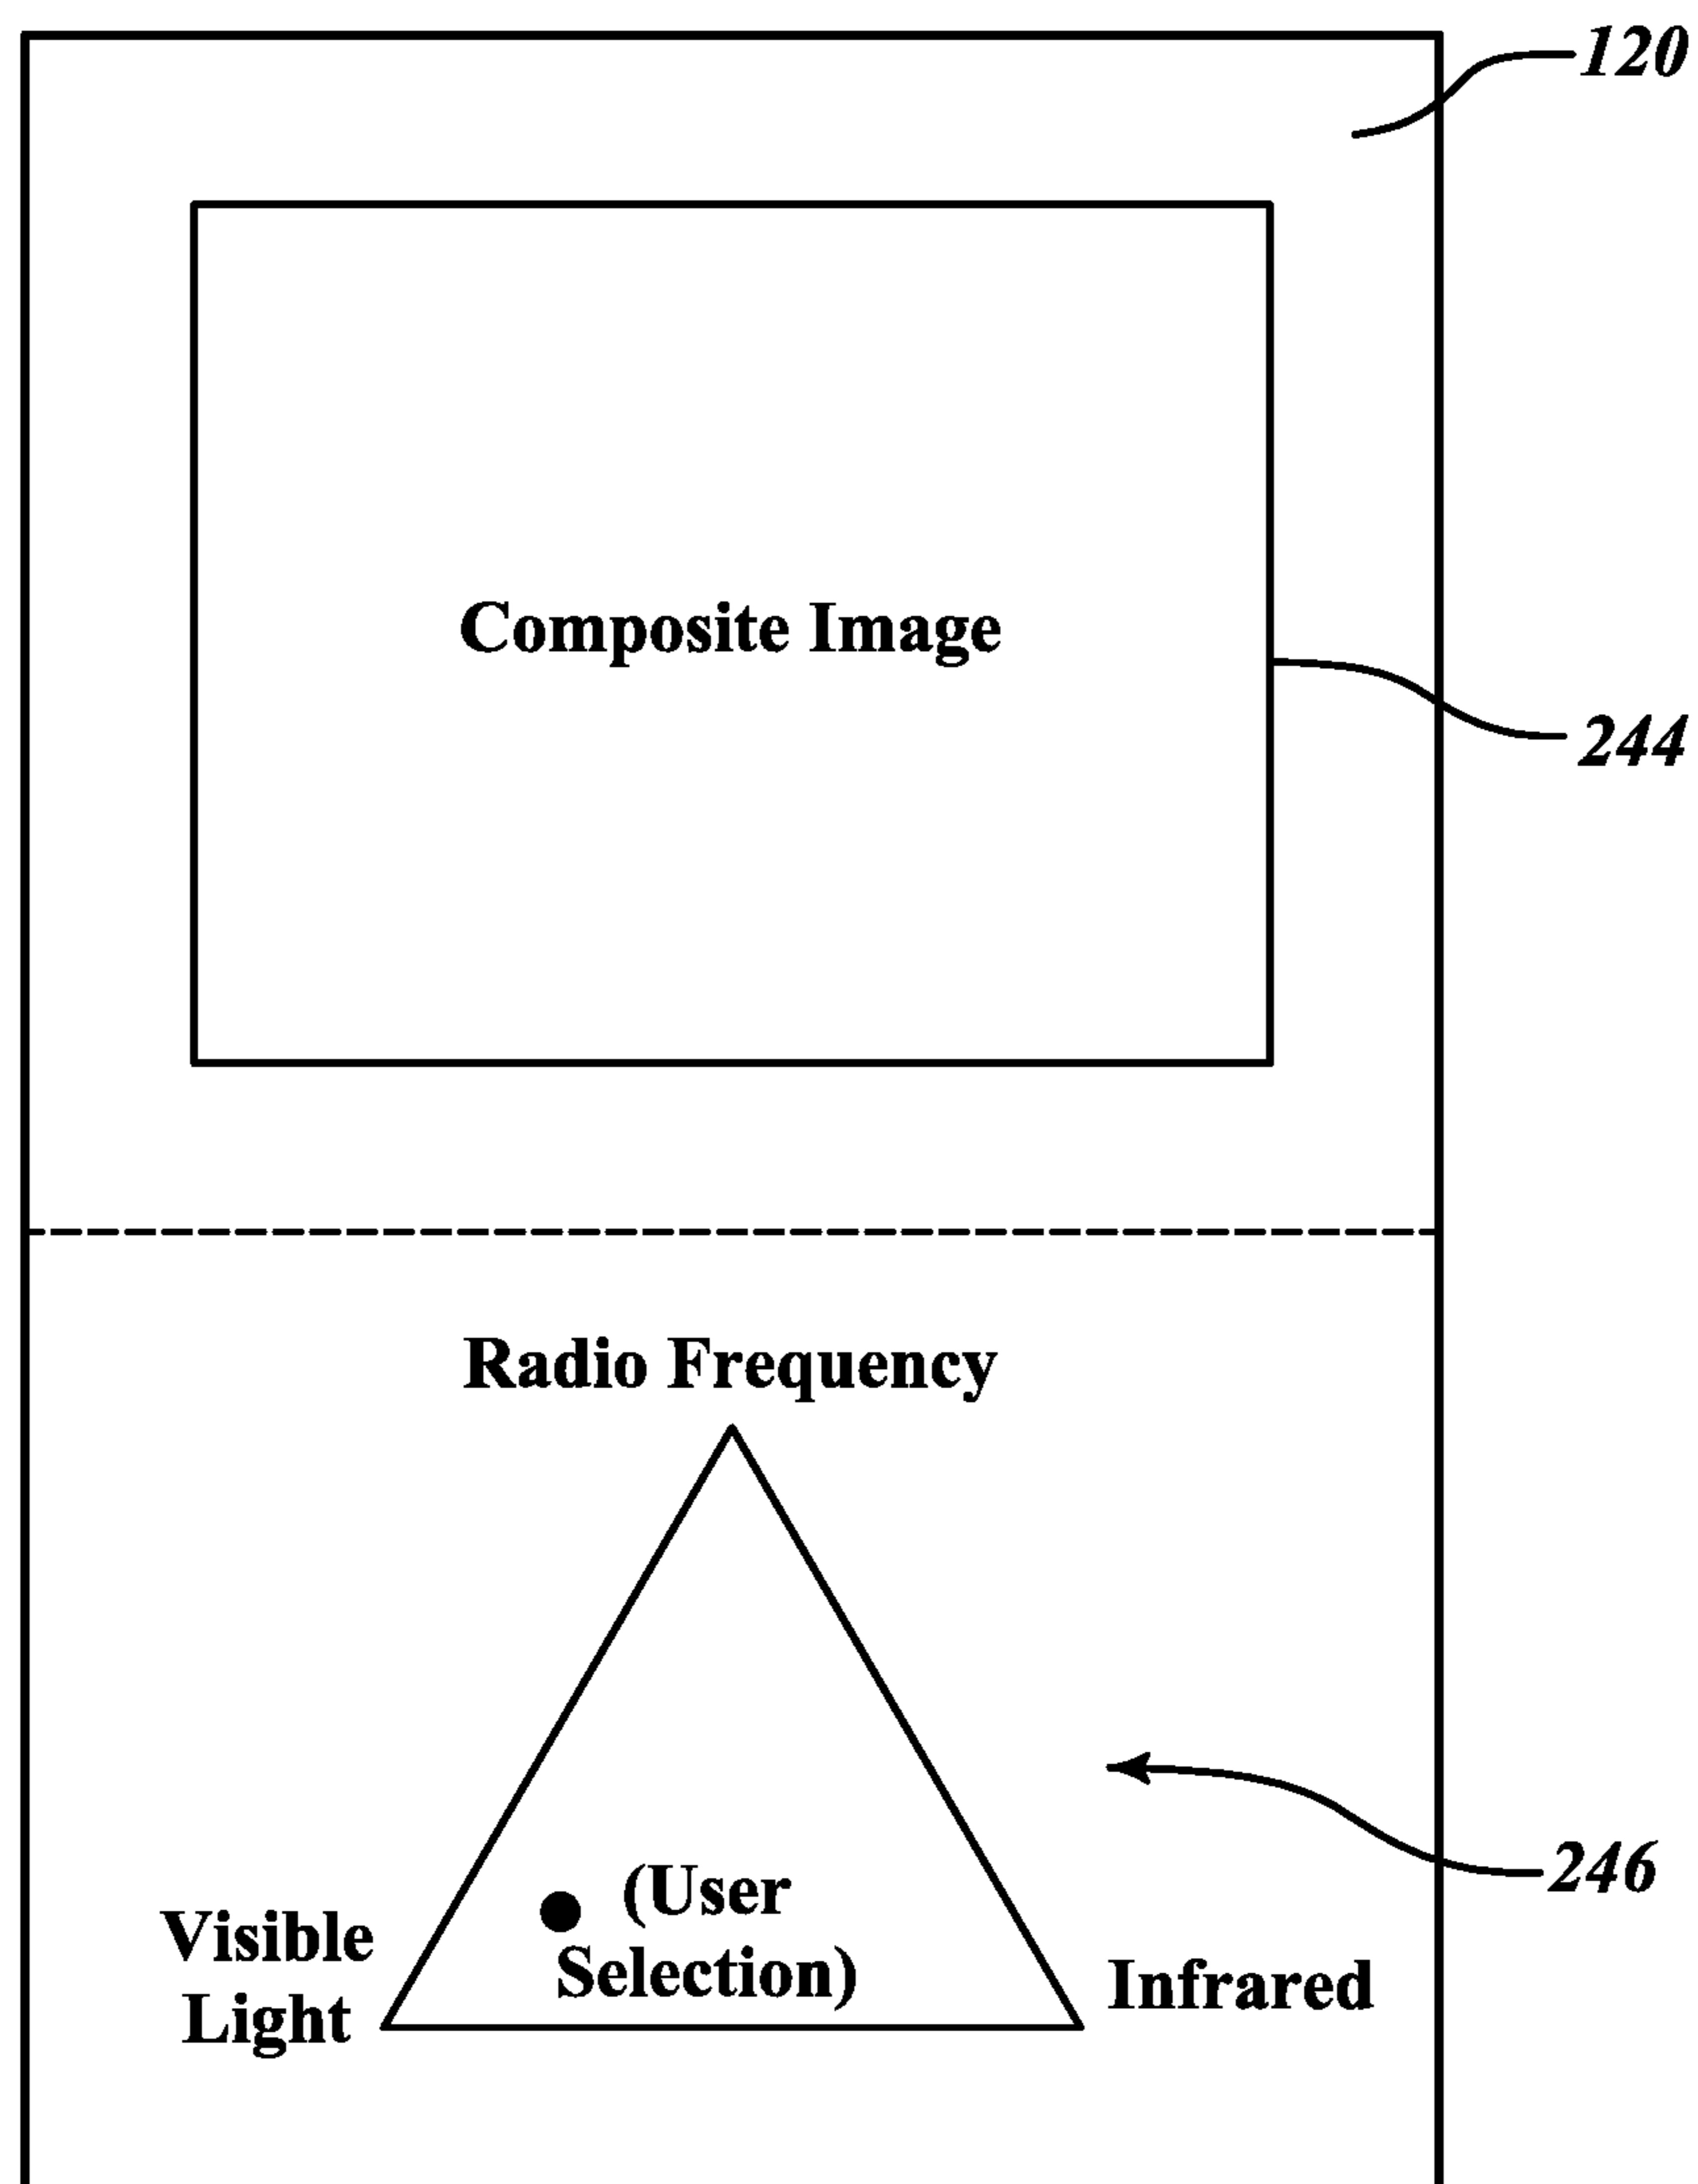 120
Composite Image
244
Radio Frequency
246
(User
Selection)
Visible
Light
Infrared